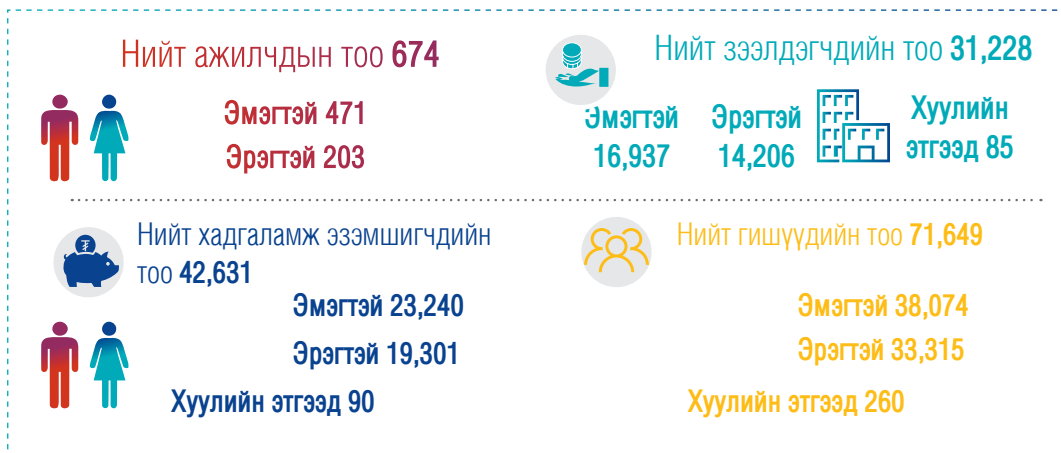 Нийт ажилчдын тоо 674
Эмэгтэй 471
Эрэгтэй 203
Нийт зээлдэгчдийн тоо 31,228
Эмэгтэй
16,937
Эрэгтэй
14,206
Хуулийн
этгээд 85
Нийт хадгаламж эзэмшигчдийн
тоо 42,631
Эмэгтэй 23,240
Эрэгтэй 19,301
Хуулийн этгээд 90
Нийт гишүүдийн тоо 71,649
Эмэгтэй 38,074
Эрэгтэй 33,315
Хуулийн этгээд 260